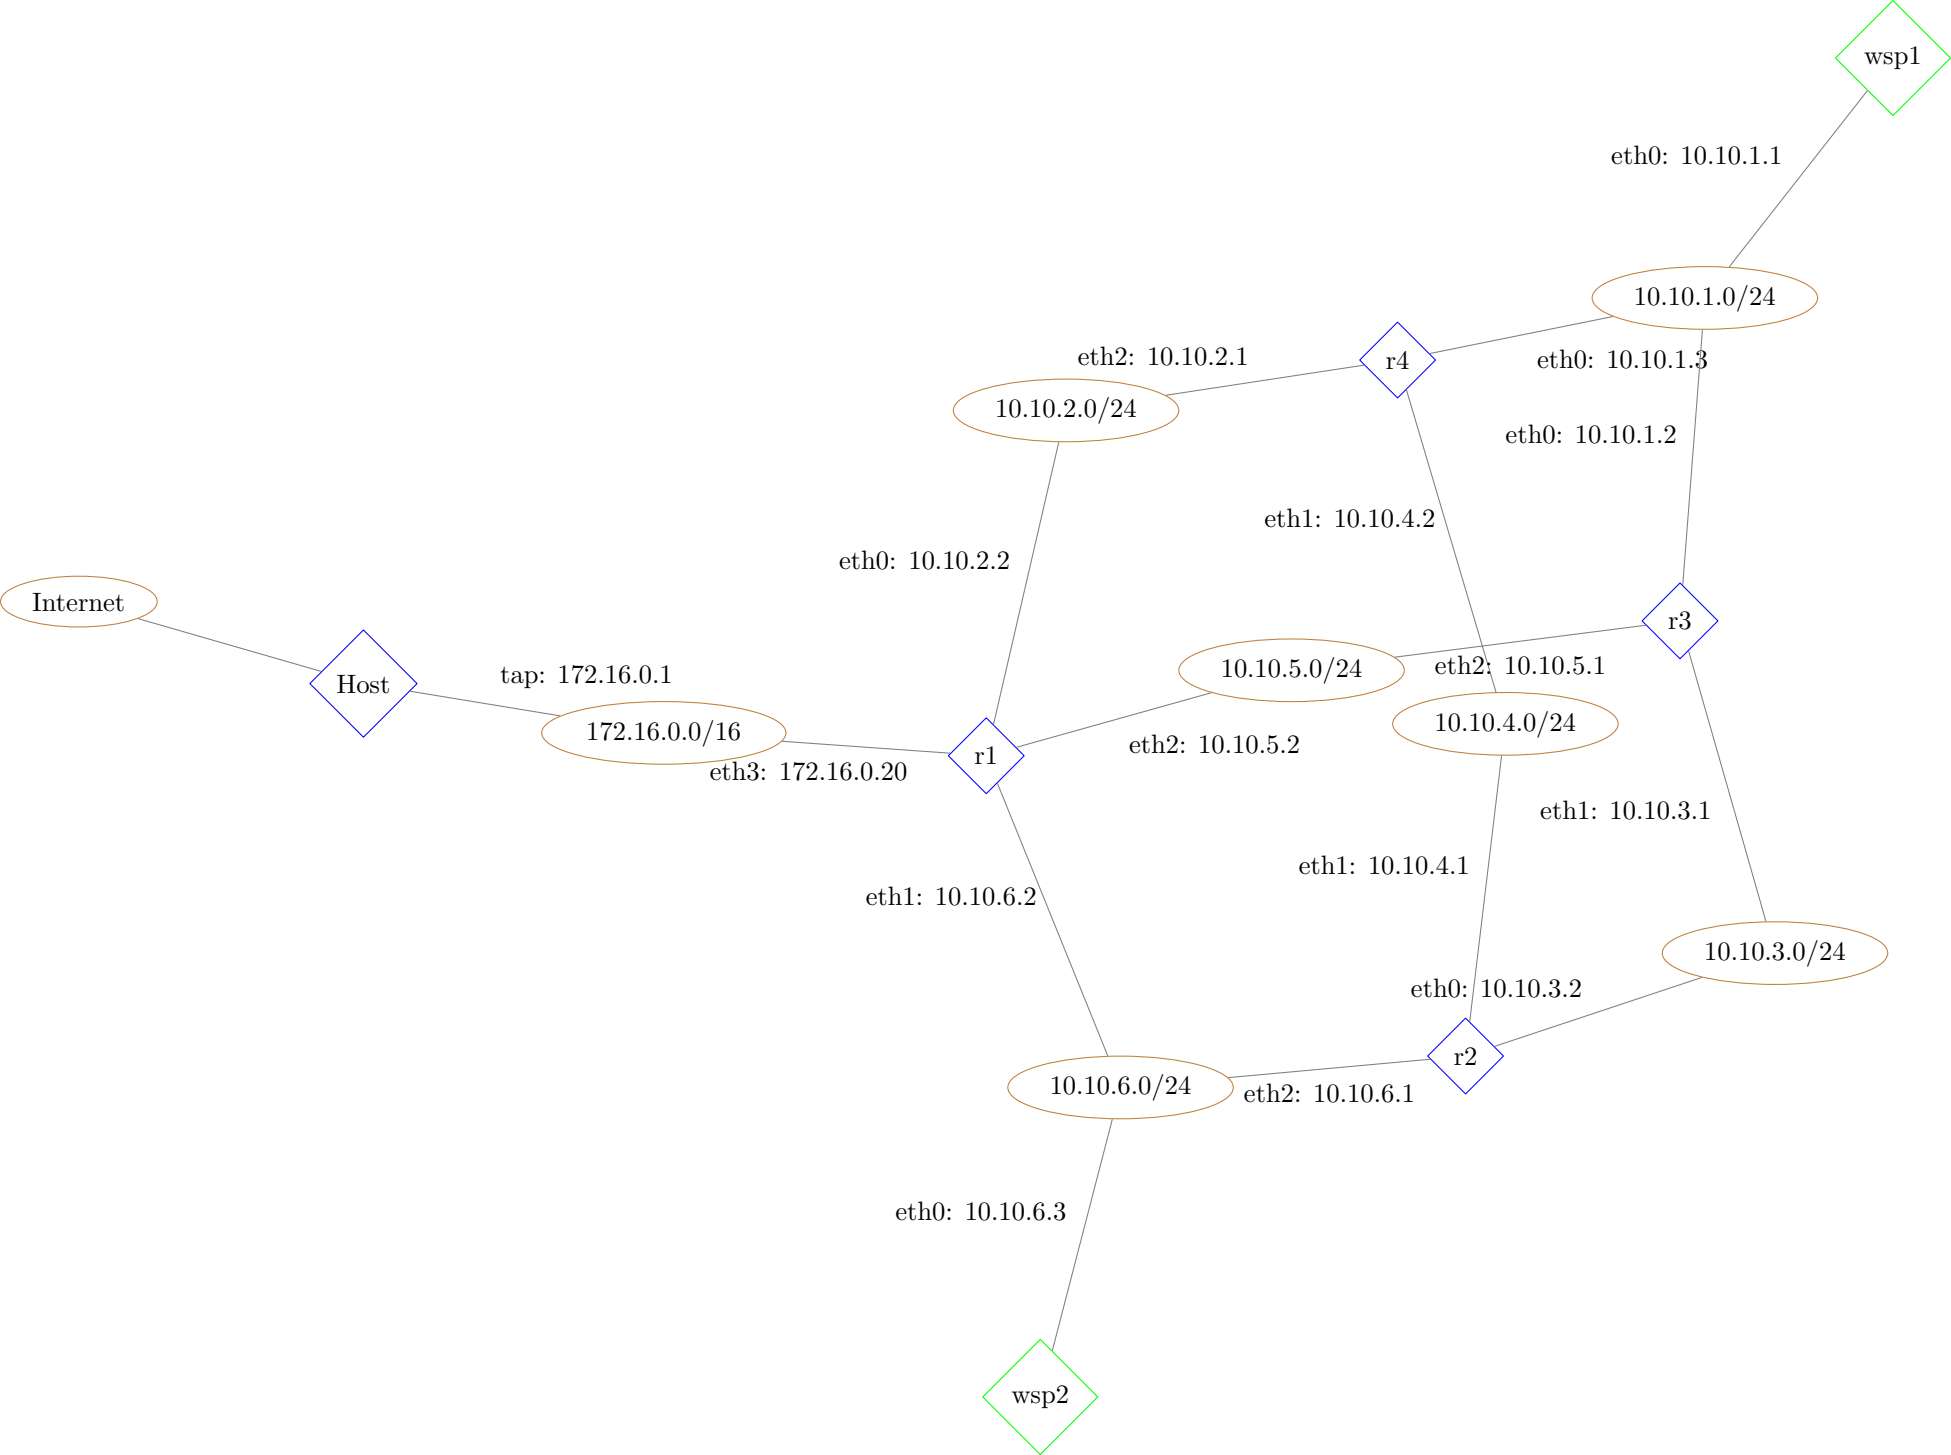 wsp1
eth0: 10.10.1.1
10.10.1.0/24
eth2: 10.10.2.1
r4
eth0: 10.10.1.3
10.10.2.0/24
eth0: 10.10.1.2
eth1: 10.10.4.2
eth0: 10.10.2.2
Internet
r3
tap: 172.16.0.1
10.10.5.0/24
eth2: 10.10.5.1
Host
172.16.0.0/16
10.10.4.0/24
eth2: 10.10.5.2
r1
eth3: 172.16.0.20
eth1: 10.10.3.1
eth1: 10.10.4.1
eth1: 10.10.6.2
10.10.3.0/24
eth0: 10.10.3.2
r2
10.10.6.0/24
eth2: 10.10.6.1
eth0: 10.10.6.3
wsp2